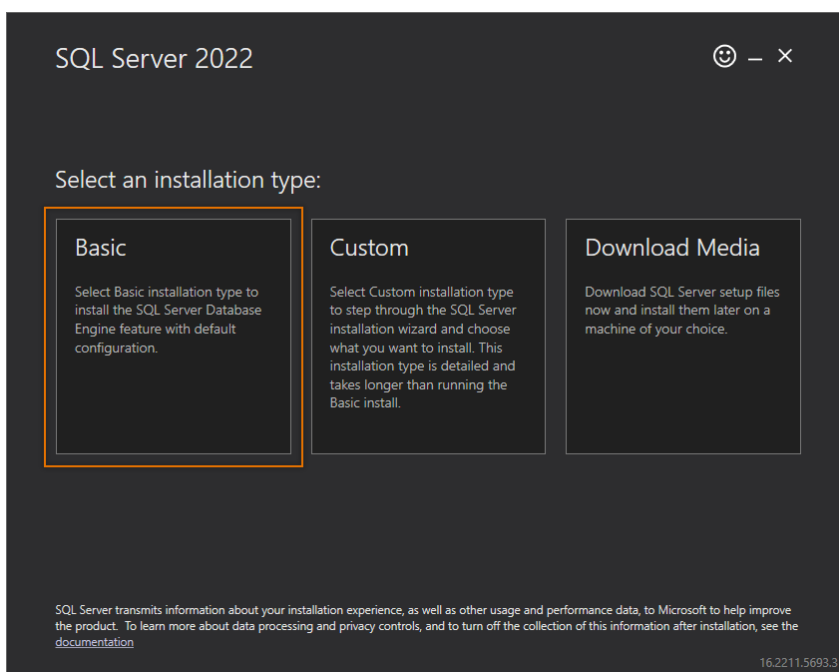 SQL Server 2022
Select an installation type:
Basic
Select Basic installation type to
install the SQL Server Database
Engine feature with default
configuration.
Custom
Select Custom installation type
to step through the SQL Server
installation wizard and choose
what you want to install. This
installation type is detailed and
takes longer than running the
Basic install.
Download Media
Download SQL Server setup files
now and install them later on a
machine of your choice.
SQL Server transmits information about your installation experience, as well as other usage and performance data, to Microsoft to help improve
the product. To learn more about data processing and privacy controls, and to turn off the collection of this information after installation, see the
documentation
16.2211.5693.3